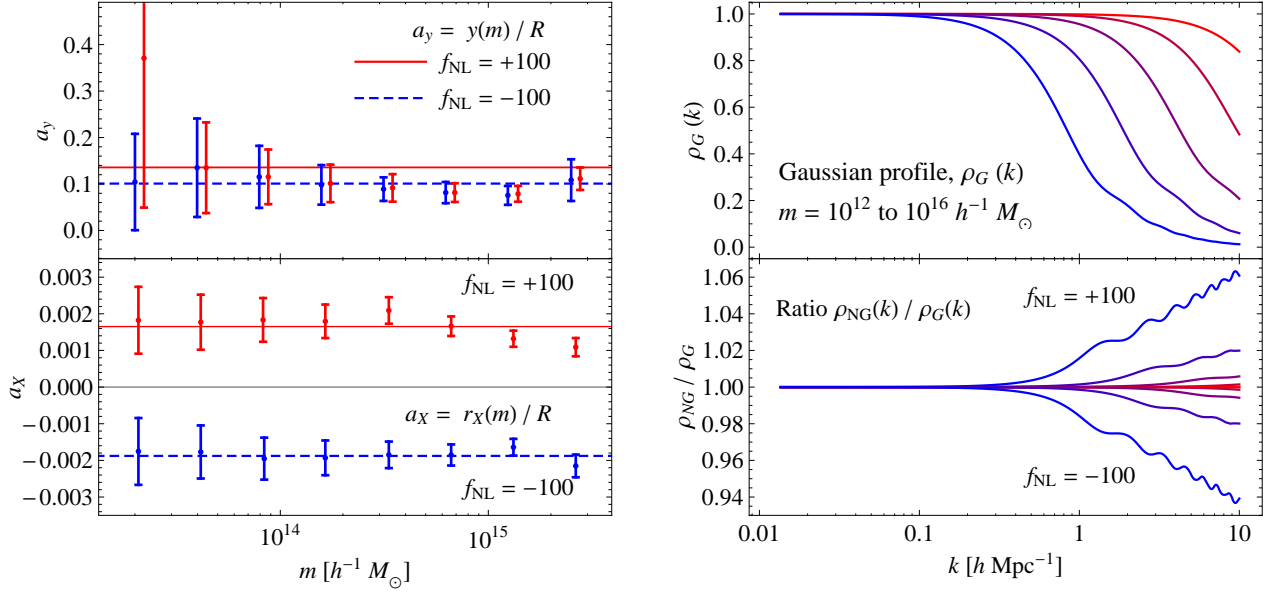 a_y = y(m) / R
f_NL = +100
f_NL = −100
a_y
0.4
0.3
0.2
0.1
0.0
f_NL = +100
a_X = r_X(m) / R
f_NL = −100
a_X
0.003
0.002
0.001
0.000
−0.001
−0.002
−0.003
10^14
10^15
m [h^−1 M_⊙]
ρ_G (k)
1.0
0.8
0.6
0.4
0.2
0.0
Gaussian profile, ρ_G (k)
m = 10^12 to 10^16 h^−1 M_⊙
ρ_NG / ρ_G
1.06
1.04
1.02
1.00
0.98
0.96
0.94
f_NL = +100
Ratio ρ_NG(k) / ρ_G(k)
f_NL = −100
0.01
0.1
1
10
k [h Mpc^−1]